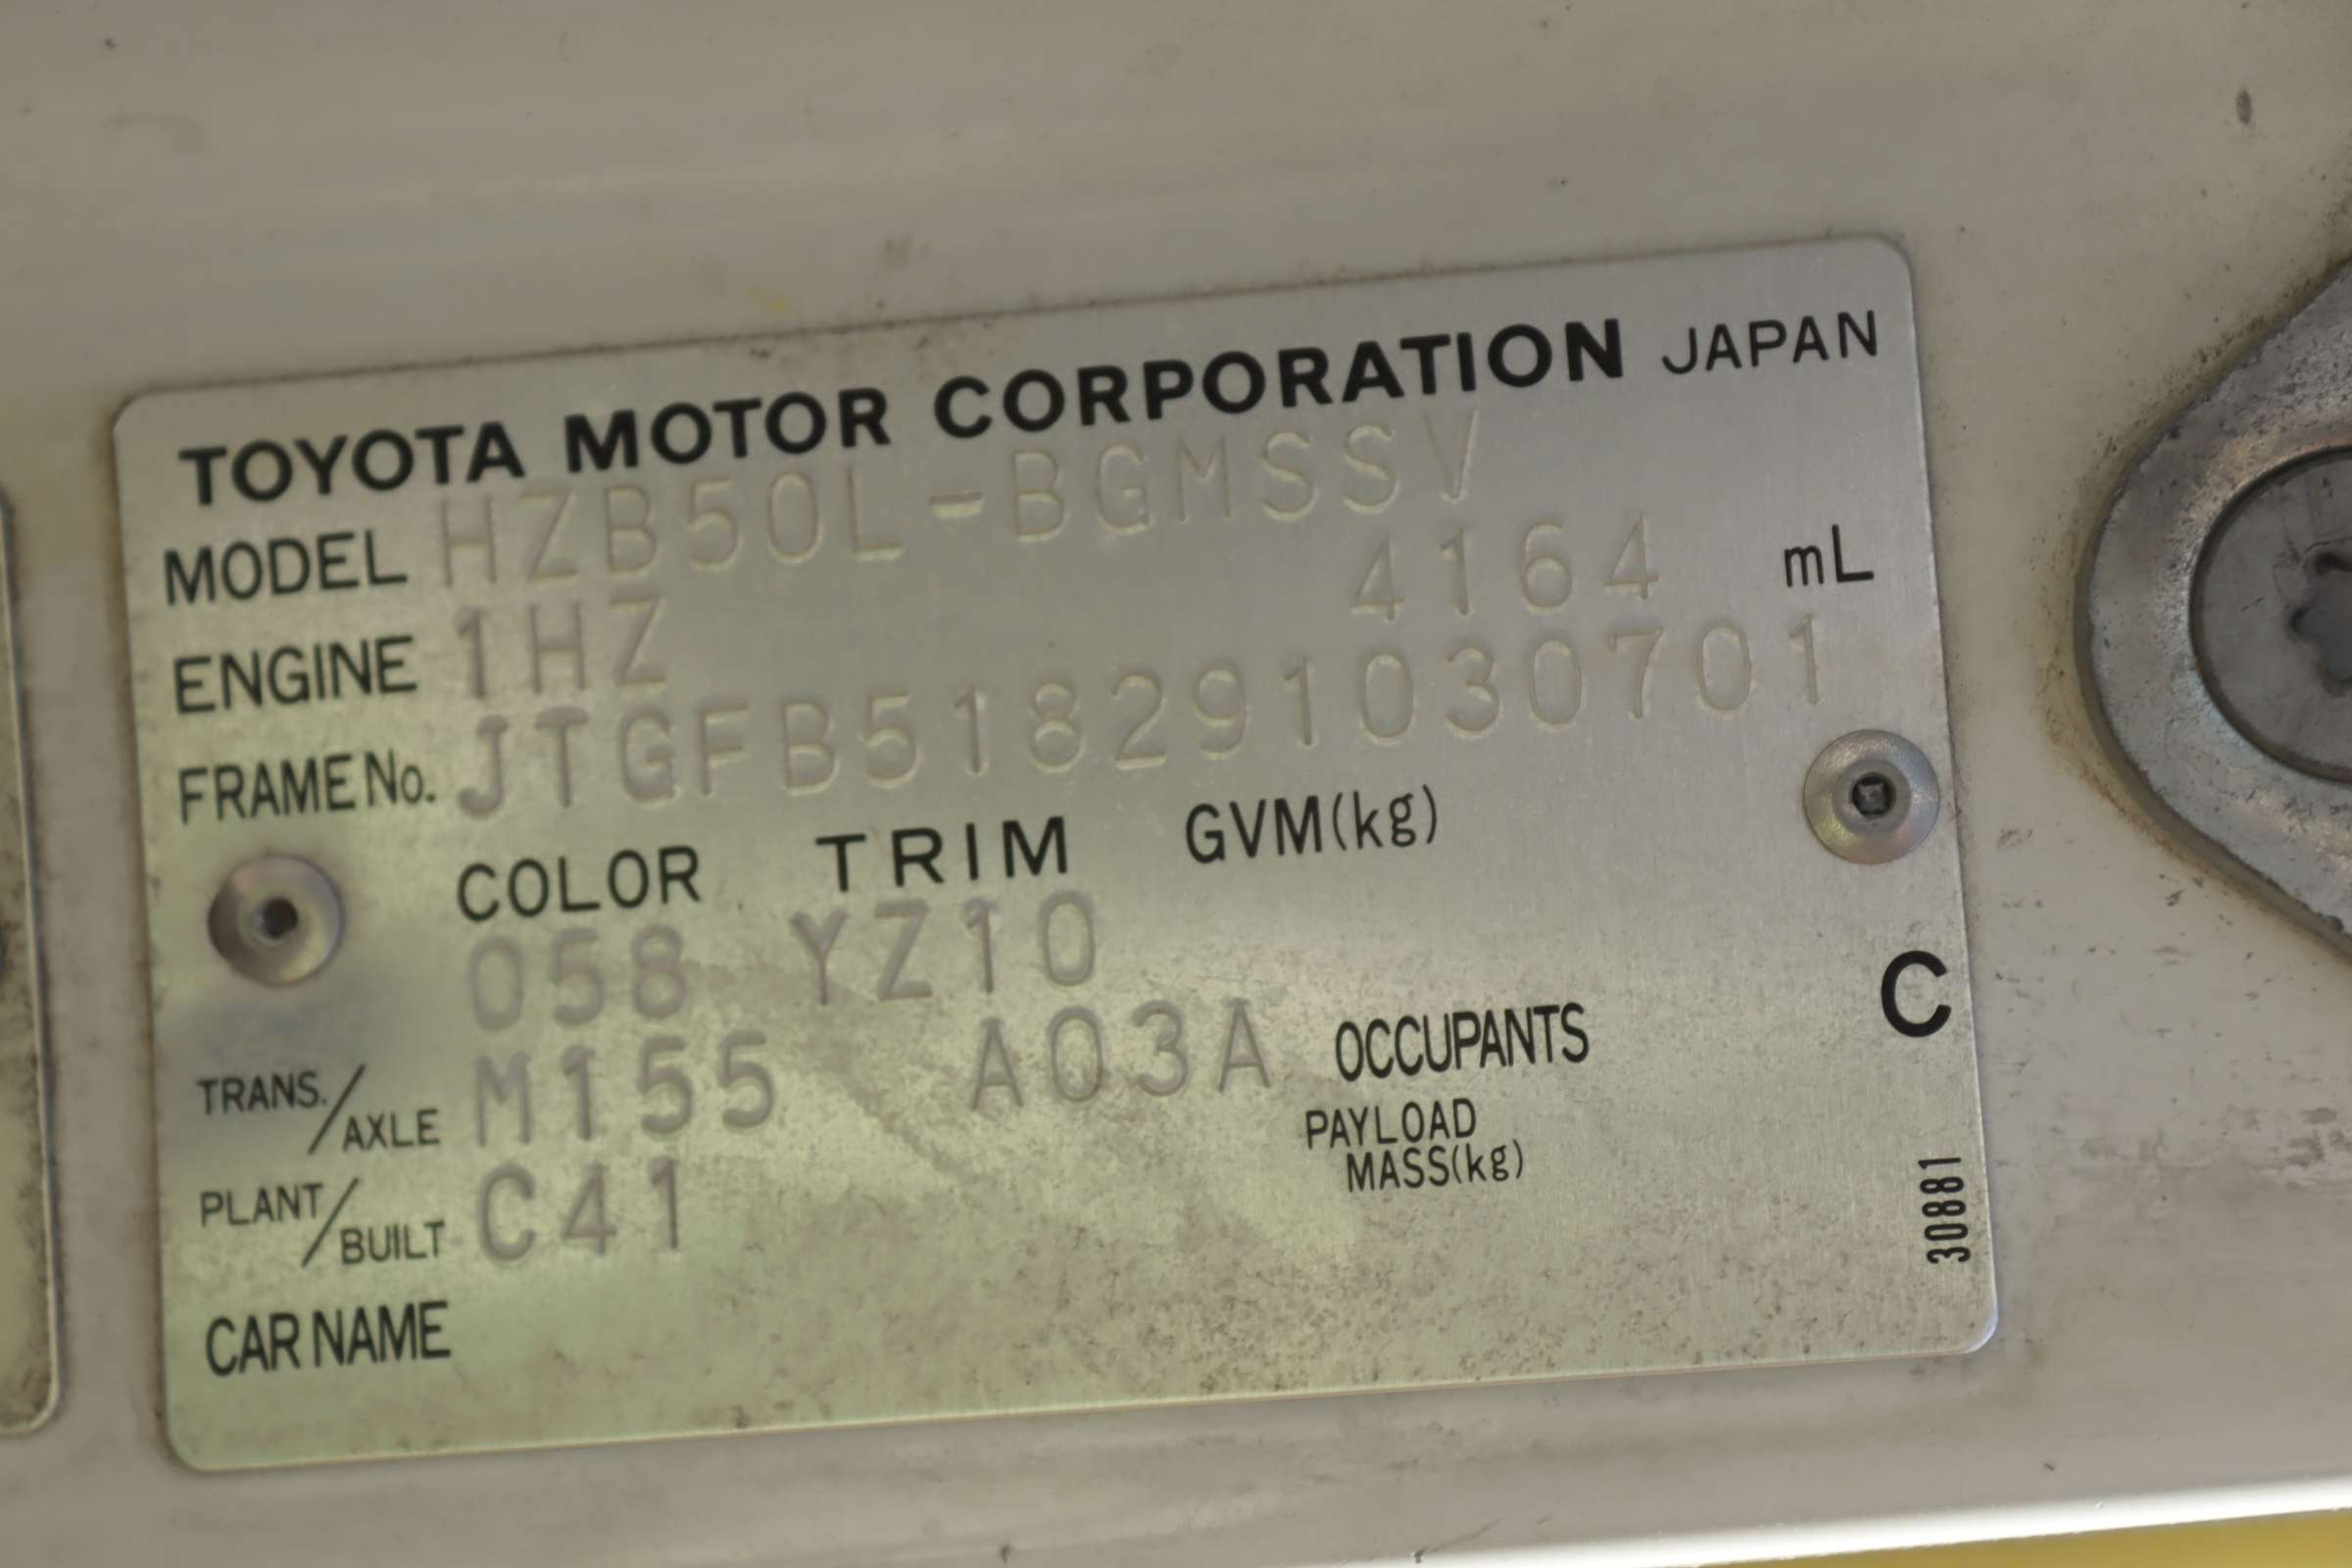 TOYOTA MOTOR CORPORATION JAPAN
MODEL HZB50L-BGMSSV
ENGINE 1HZ 4164 mL
FRAME No. JTGFB518291030701
COLOR TRIM GVM(kg)
058 YZ10
C
TRANS./AXLE M155 A03A OCCUPANTS
PAYLOAD
MASS(kg)
PLANT/BUILT C41
30881
CAR NAME